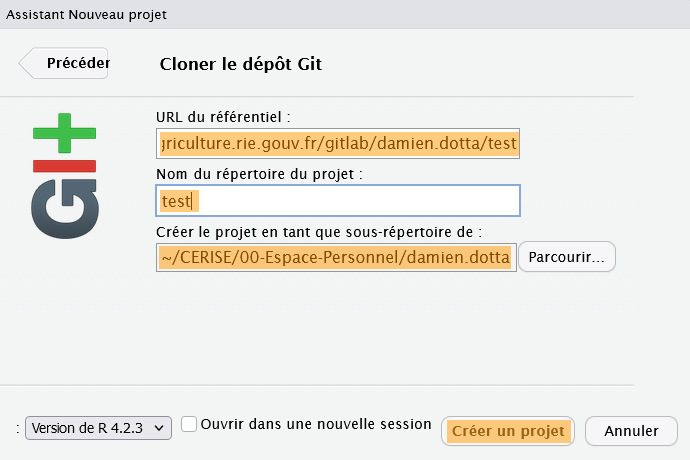 Assistant Nouveau projet
Précéder
Cloner le dépôt Git
URL du référentiel :
griculture.rie.gouv.fr/gitlab/damien.dotta/test
Nom du répertoire du projet :
test
Créer le projet en tant que sous-répertoire de :
~/CERISE/00-Espace-Personnel/damien.dotta
Parcourir...
GIT
: Version de R 4.2.3
Ouvrir dans une nouvelle session
Créer un projet
Annuler